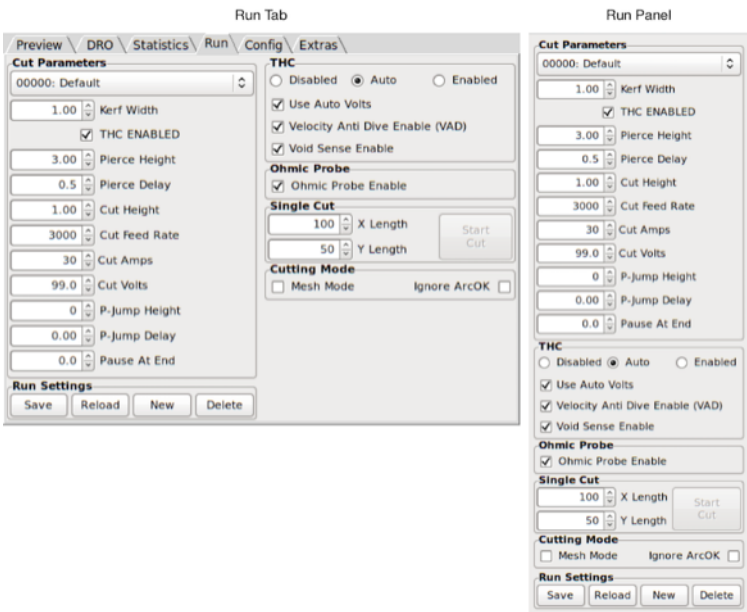 Run Tab
Preview DRO Statistics Run Config Extras
Cut Parameters
00000: Default
1.00 Kerf Width
THC ENABLED
3.00 Pierce Height
0.5 Pierce Delay
1.00 Cut Height
3000 Cut Feed Rate
30 Cut Amps
99.0 Cut Volts
0 P-Jump Height
0.00 P-Jump Delay
0.0 Pause At End
Run Settings
Save Reload New Delete
THC
Disabled Auto Enabled
Use Auto Volts
Velocity Anti Dive Enable (VAD)
Void Sense Enable
Ohmic Probe
Ohmic Probe Enable
Single Cut
100 X Length
50 Y Length
Start
Cut
Cutting Mode
Mesh Mode Ignore ArcOK
Run Panel
Cut Parameters
00000: Default
1.00 Kerf Width
THC ENABLED
3.00 Pierce Height
0.5 Pierce Delay
1.00 Cut Height
3000 Cut Feed Rate
30 Cut Amps
99.0 Cut Volts
0 P-Jump Height
0.00 P-Jump Delay
0.0 Pause At End
THC
Disabled Auto Enabled
Use Auto Volts
Velocity Anti Dive Enable (VAD)
Void Sense Enable
Ohmic Probe
Ohmic Probe Enable
Single Cut
100 X Length
50 Y Length
Start
Cut
Cutting Mode
Mesh Mode Ignore ArcOK
Run Settings
Save Reload New Delete